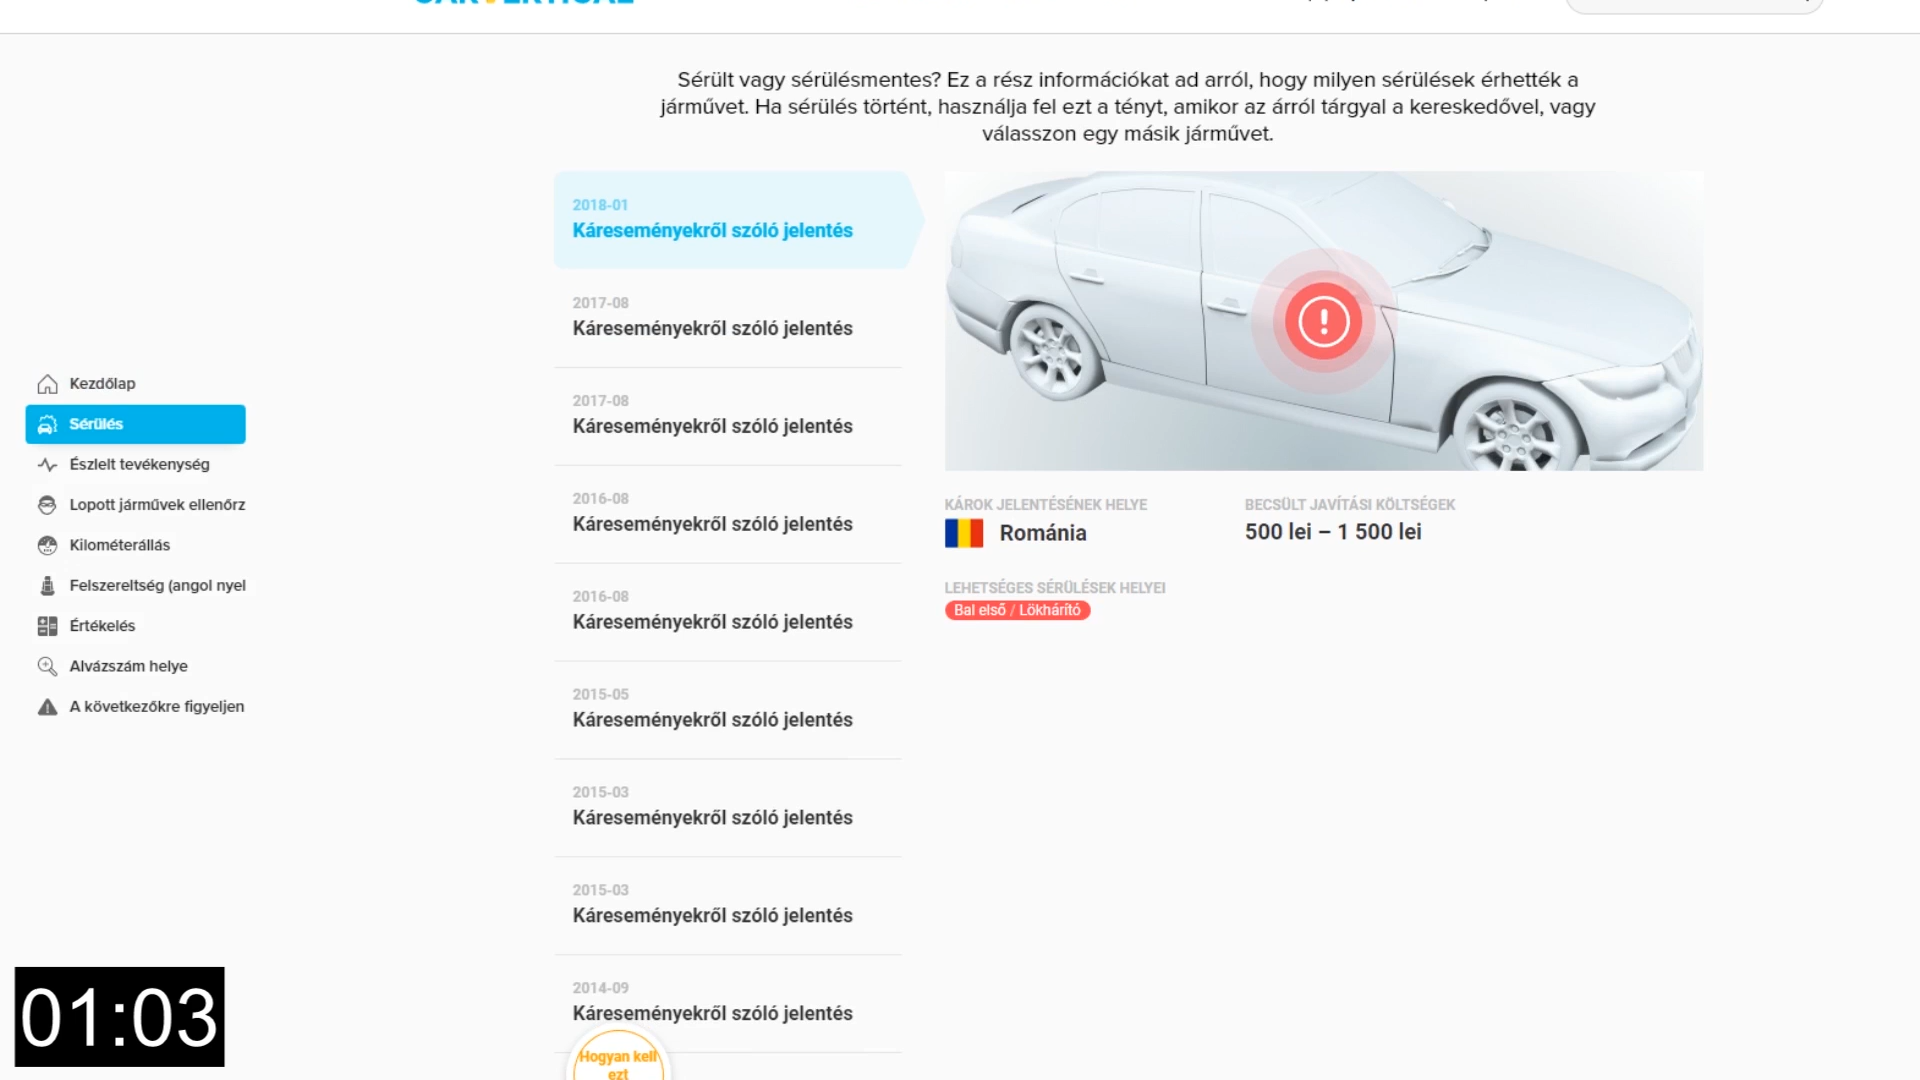 Sérült vagy sérülésmentes? Ez a rész információkat ad arról, hogy milyen sérülések érhették a
járművet. Ha sérülés történt, használja fel ezt a tényt, amikor az árról tárgyal a kereskedővel, vagy
válasszon egy másik járművet.
Kezdőlap
Sérülés
Észlelt tevékenység
Lopott járművek ellenőrz
Kilométerállás
Felszereltség (angol nyel
Értékelés
Alvázszám helye
A következőkre figyeljen
2018-01
Káreseményekről szóló jelentés
2017-08
Káreseményekről szóló jelentés
2017-08
Káreseményekről szóló jelentés
2016-08
Káreseményekről szóló jelentés
2016-08
Káreseményekről szóló jelentés
2015-05
Káreseményekről szóló jelentés
2015-03
Káreseményekről szóló jelentés
2015-03
Káreseményekről szóló jelentés
2014-09
Káreseményekről szóló jelentés
KÁROK JELENTÉSÉNEK HELYE
Románia
BECSÜLT JAVÍTÁSI KÖLTSÉGEK
500 lei – 1 500 lei
LEHETSÉGES SÉRÜLÉSEK HELYEI
Bal első / Lökhárító
Hogyan kell
ezt
01:03